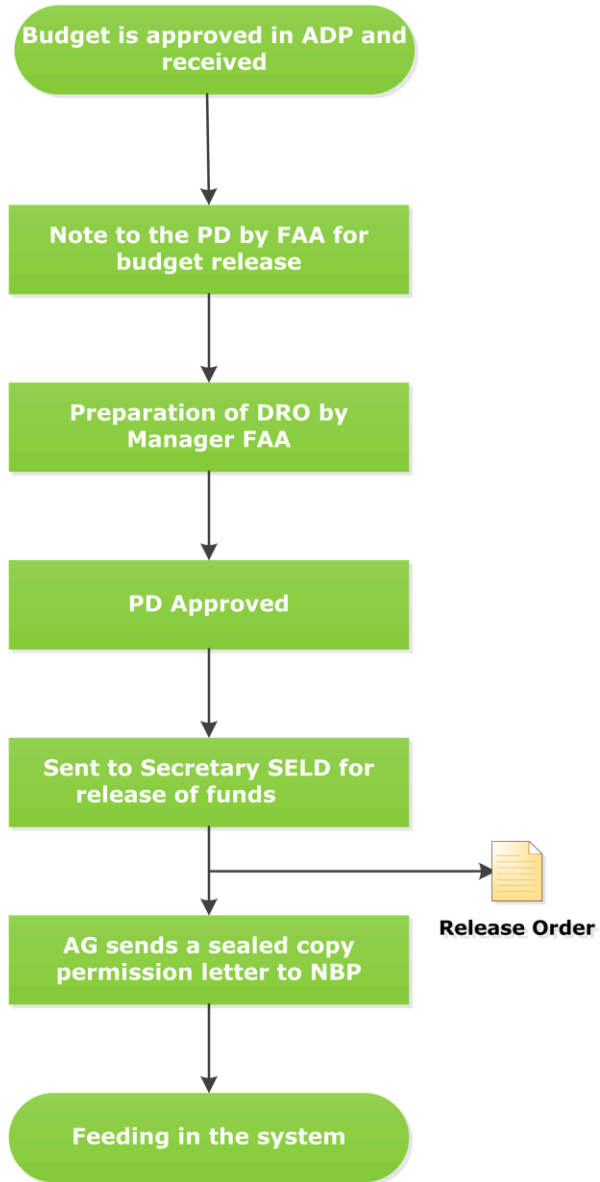 Budget is approved in ADP and
received
Note to the PD by FAA for
budget release
Preparation of DRO by
Manager FAA
PD Approved
Sent to Secretary SELD for
release of funds
Release Order
AG sends a sealed copy
permission letter to NBP
Feeding in the system